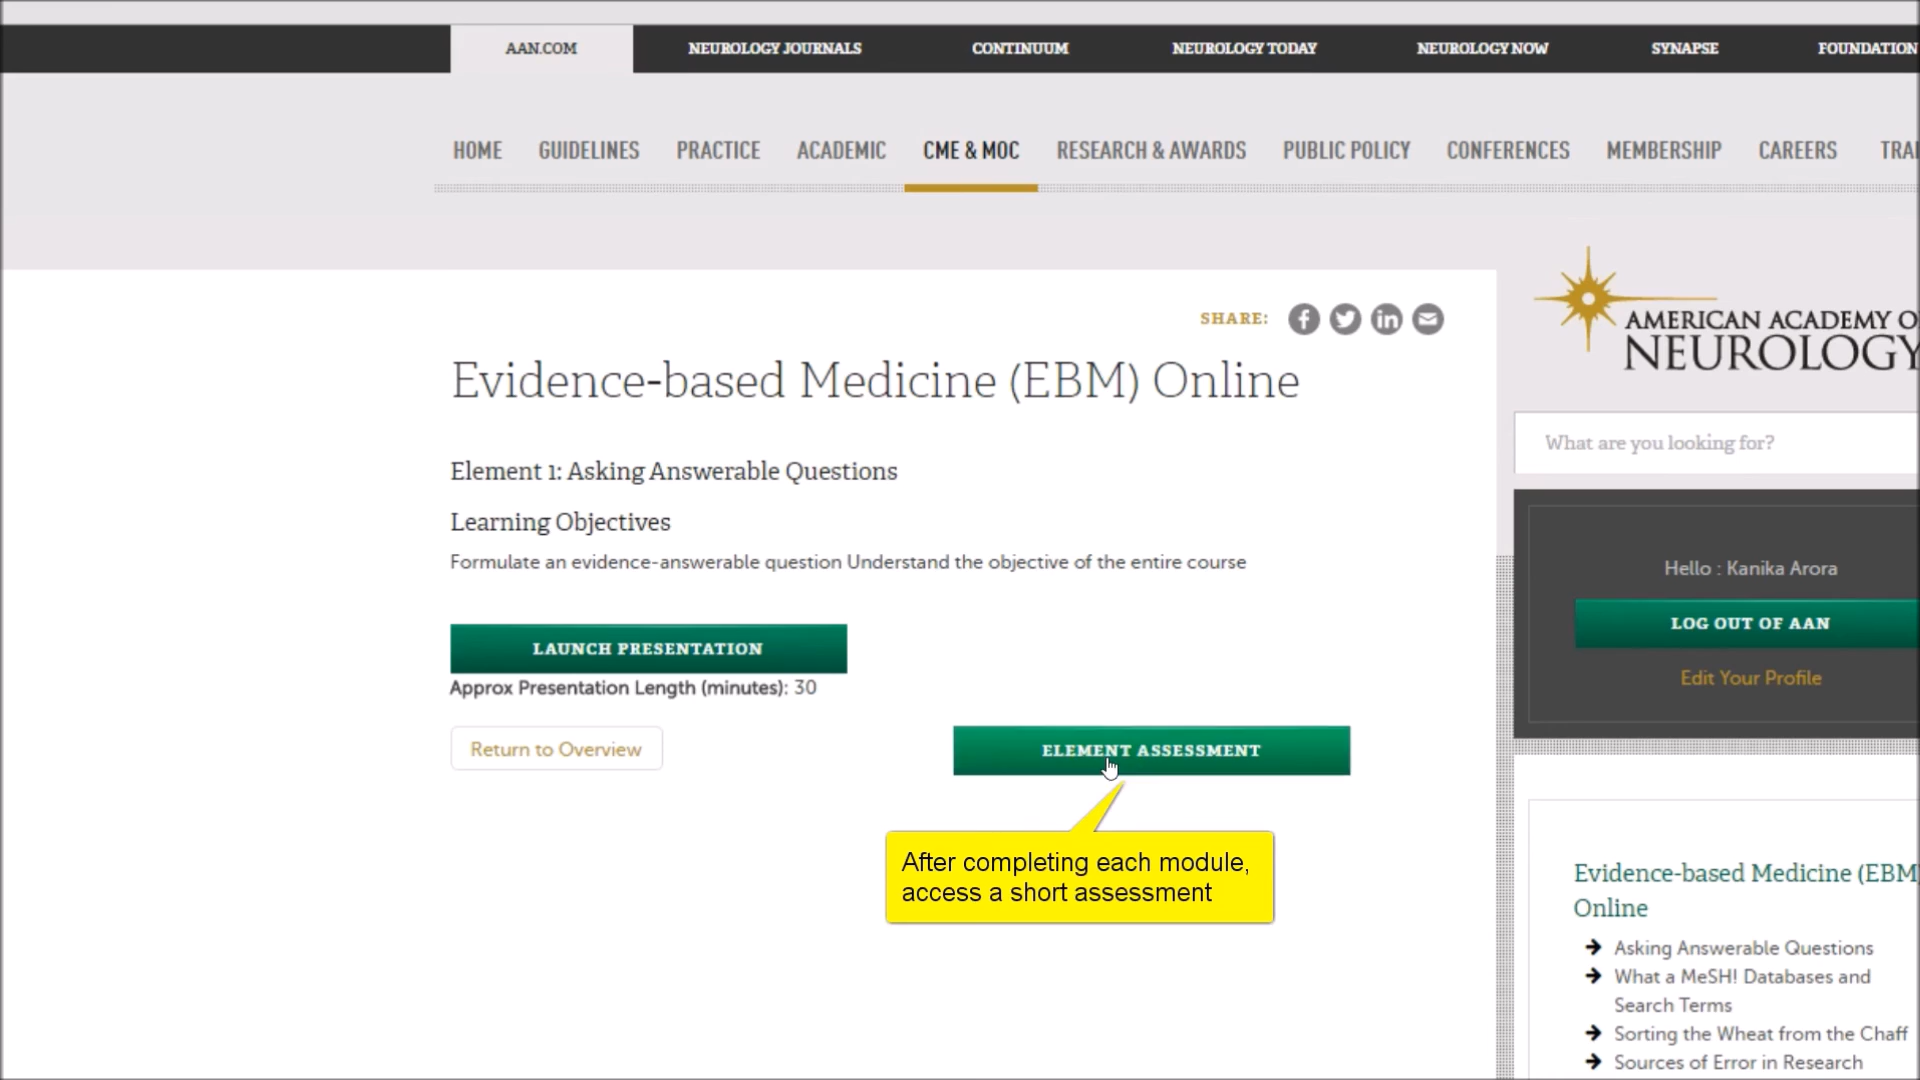 AAN.COM
NEUROLOGY JOURNALS
CONTINUUM
NEUROLOGY TODAY
NEUROLOGY NOW
SYNAPSE
FOUNDATION
HOME
GUIDELINES
PRACTICE
ACADEMIC
CME & MOC
RESEARCH & AWARDS
PUBLIC POLICY
CONFERENCES
MEMBERSHIP
CAREERS
TRAI
SHARE:
Evidence-based Medicine (EBM) Online
Element 1: Asking Answerable Questions
Learning Objectives
Formulate an evidence-answerable question Understand the objective of the entire course
LAUNCH PRESENTATION
Approx Presentation Length (minutes): 30
Return to Overview
ELEMENT ASSESSMENT
After completing each module,
access a short assessment
AMERICAN ACADEMY O
NEUROLOGY
What are you looking for?
Hello : Kanika Arora
LOG OUT OF AAN
Edit Your Profile
Evidence-based Medicine (EBM)
Online
Asking Answerable Questions
What a MeSH! Databases and
Search Terms
Sorting the Wheat from the Chaff
Sources of Error in Research